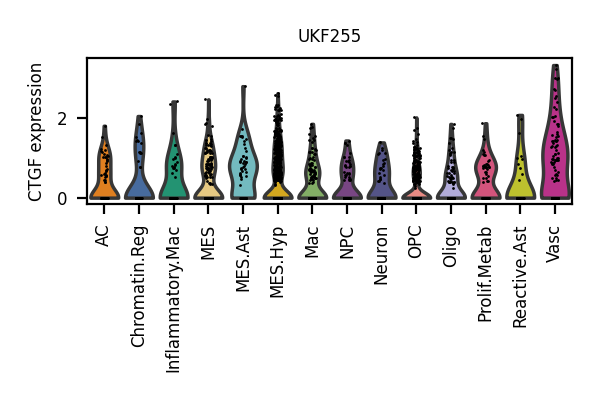 UKF255
CTGF expression
2
0
AC
Chromatin.Reg
Inflammatory.Mac
MES
MES.Ast
MES.Hyp
Mac
NPC
Neuron
OPC
Oligo
Prolif.Metab
Reactive.Ast
Vasc